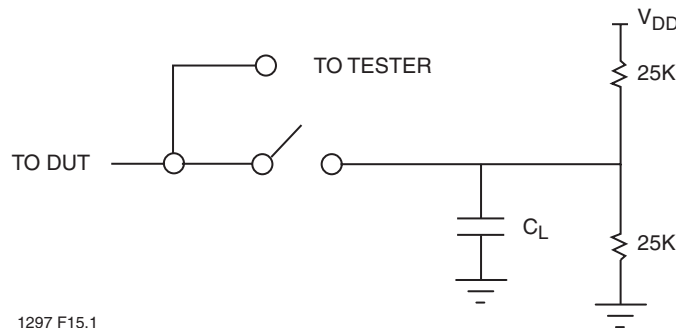 V_DD
25K
TO TESTER
TO DUT
C_L
25K
1297 F15.1